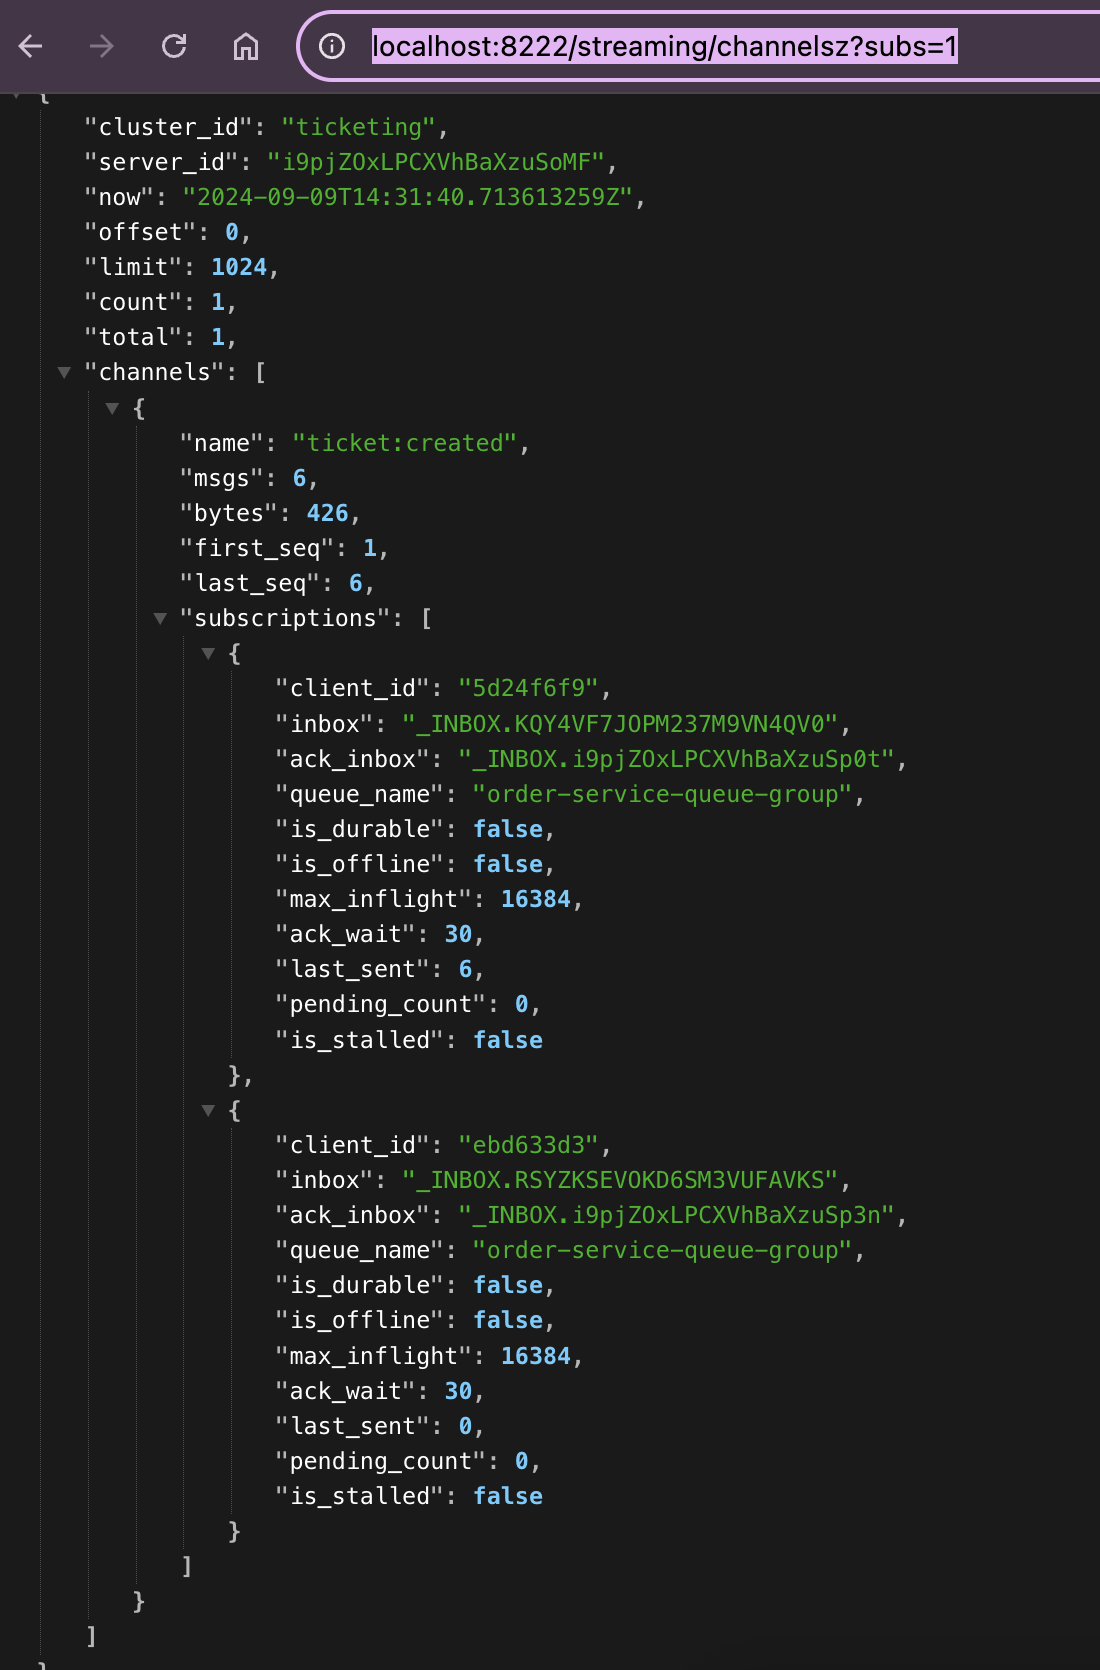 localhost:8222/streaming/channelsz?subs=1
{
"cluster_id": "ticketing",
"server_id": "i9pjZOxLPCXVhBaXzuSoMF",
"now": "2024-09-09T14:31:40.713613259Z",
"offset": 0,
"limit": 1024,
"count": 1,
"total": 1,
"channels": [
{
"name": "ticket:created",
"msgs": 6,
"bytes": 426,
"first_seq": 1,
"last_seq": 6,
"subscriptions": [
{
"client_id": "5d24f6f9",
"inbox": "_INBOX.KQY4VF7JOPM237M9VN4QV0",
"ack_inbox": "_INBOX.i9pjZOxLPCXVhBaXzuSp0t",
"queue_name": "order-service-queue-group",
"is_durable": false,
"is_offline": false,
"max_inflight": 16384,
"ack_wait": 30,
"last_sent": 6,
"pending_count": 0,
"is_stalled": false
},
{
"client_id": "ebd633d3",
"inbox": "_INBOX.RSYZKSEVOKD6SM3VUFAVKS",
"ack_inbox": "_INBOX.i9pjZOxLPCXVhBaXzuSp3n",
"queue_name": "order-service-queue-group",
"is_durable": false,
"is_offline": false,
"max_inflight": 16384,
"ack_wait": 30,
"last_sent": 0,
"pending_count": 0,
"is_stalled": false
}
]
}
]
}